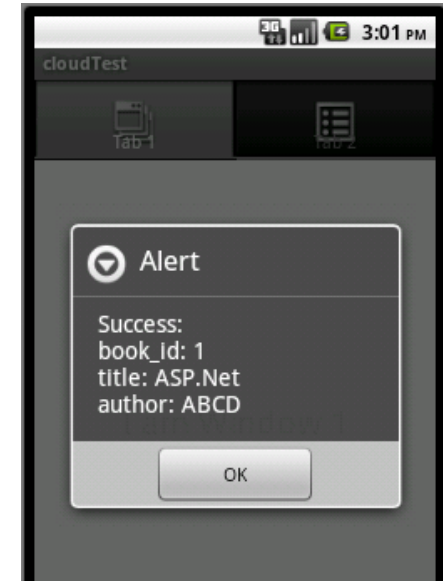 3G
3:01 PM
cloudTest
Tab 1
Tab 2
Alert
Success:
book_id: 1
title: ASP.Net
author: ABCD
I am Window 1
OK